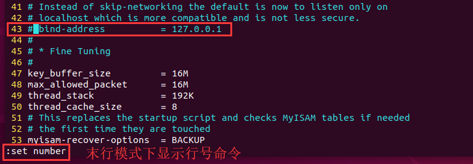 41 # Instead of skip-networking the default is now to listen only on
42 # localhost which is more compatible and is not less secure.
43 #bind-address            = 127.0.0.1
44 #
45 # * Fine Tuning
46 #
47 key_buffer_size         = 16M
48 max_allowed_packet      = 16M
49 thread_stack            = 192K
50 thread_cache_size       = 8
51 # This replaces the startup script and checks MyISAM tables if needed
52 # the first time they are touched
53 myisam-recover-options  = BACKUP
:set number 末行模式下显示行号命令